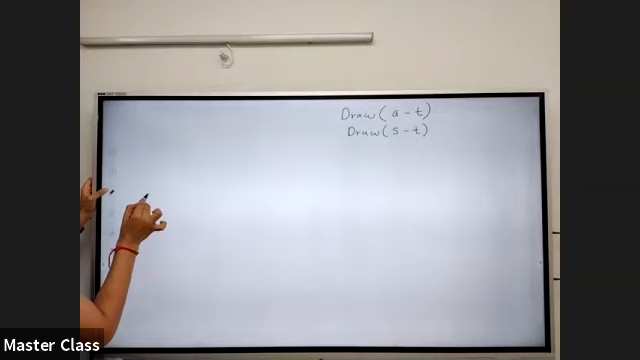 Draw( a - t)
Draw( s - t)
Master Class